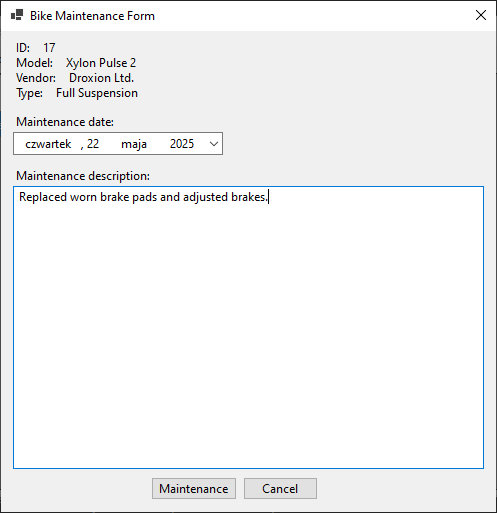 Bike Maintenance Form
ID: 17
Model: Xylon Pulse 2
Vendor: Droxion Ltd.
Type: Full Suspension
Maintenance date:
czwartek , 22 maja 2025
Maintenance description:
Replaced worn brake pads and adjusted brakes.
Maintenance Cancel